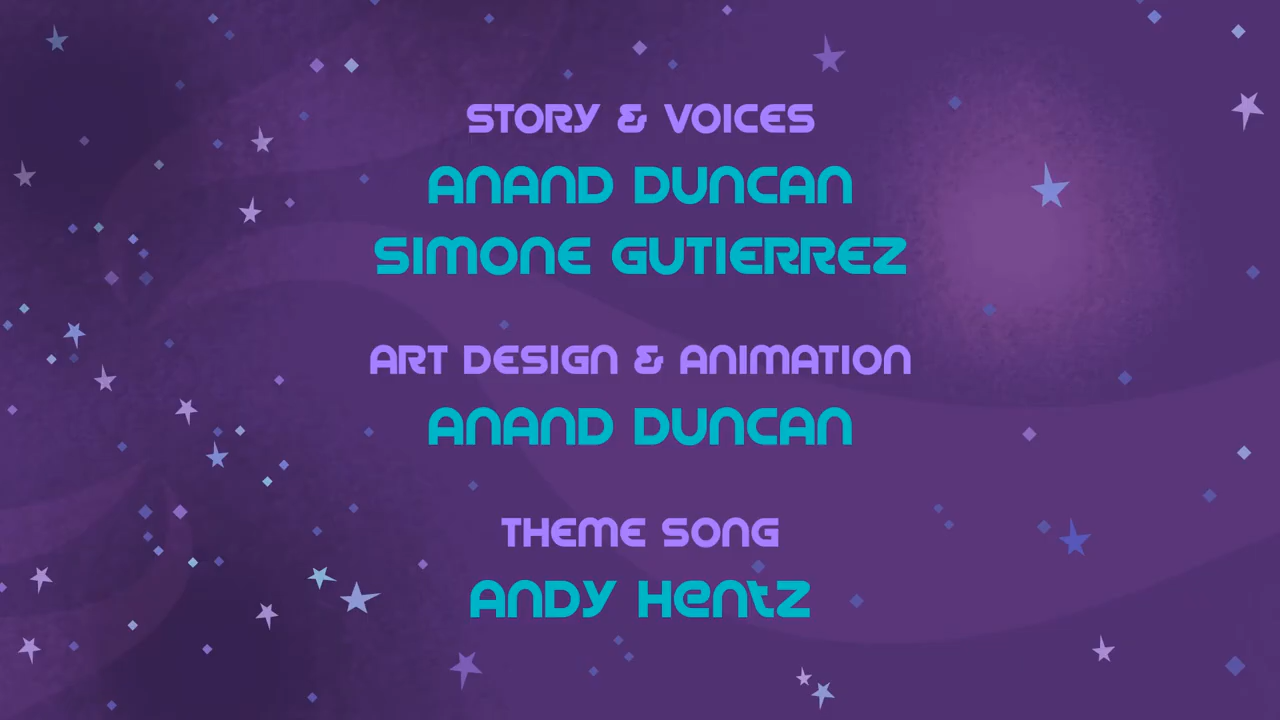 STORY & VOICES
ANAND DUNCAN
SIMONE GUTIERREZ
ART DESIGN & ANIMATION
ANAND DUNCAN
THEME SONG
ANDY HentZ